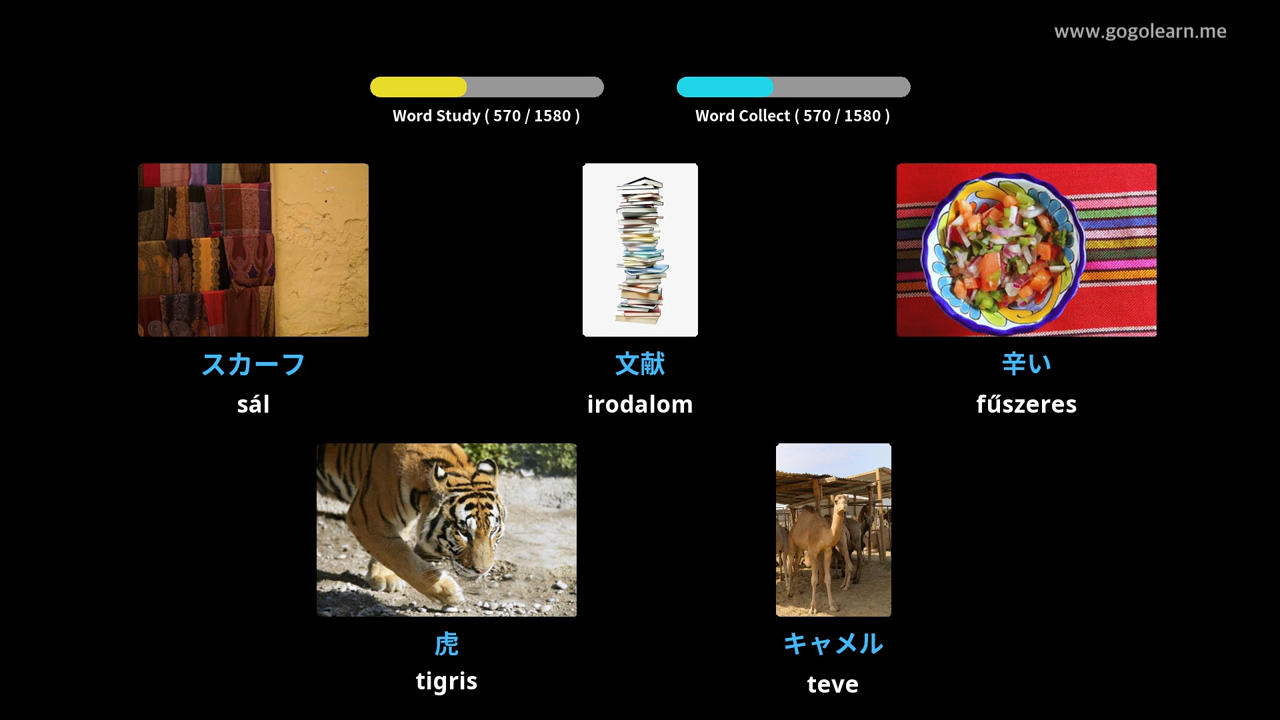 www.gogolearn.me
Word Study ( 570 / 1580 )
Word Collect ( 570 / 1580 )
スカーフ
sál
文献
irodalom
辛い
fűszeres
虎
tigris
キャメル
teve